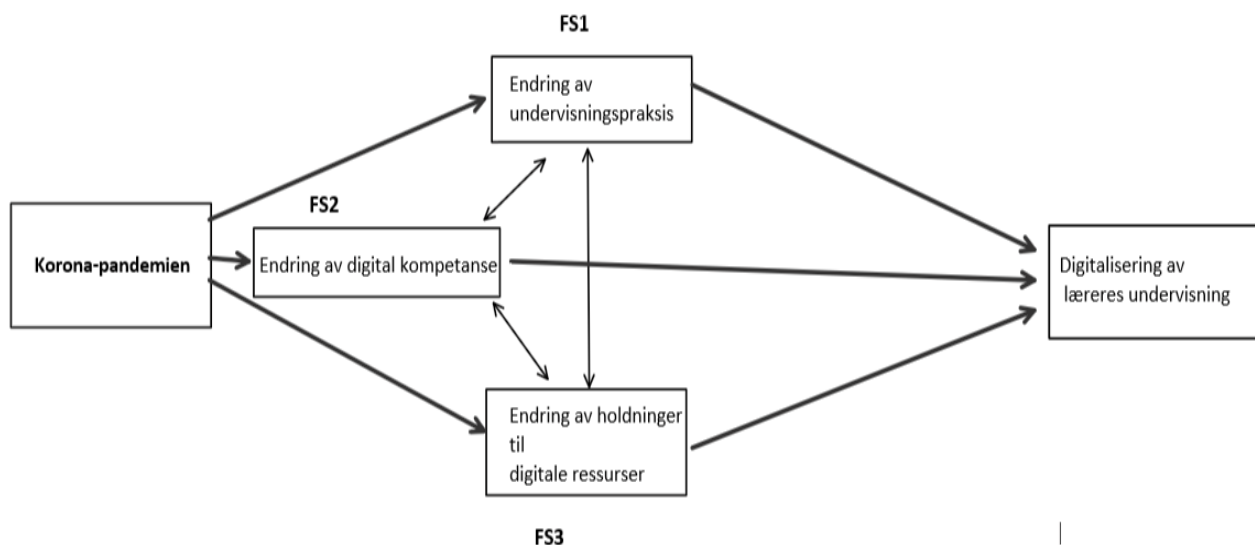 FS1
Endring av
undervisningspraksis
FS2
Korona-pandemien
Endring av digital kompetanse
Digitalisering av
læreres undervisning
Endring av holdninger
til
digitale ressurser
FS3